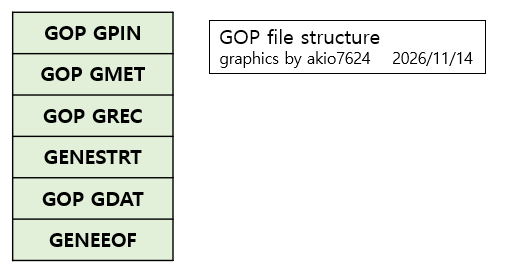 GOP GPIN
GOP GMET
GOP GREC
GENESTRT
GOP GDAT
GENEEOF
GOP file structure
graphics by akio7624 2026/11/14